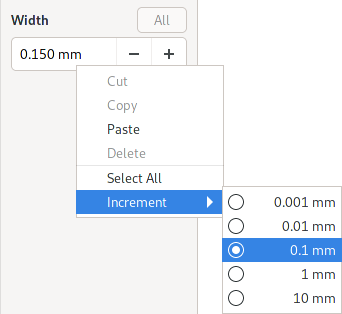 Width
All
0.150 mm
Cut
Copy
Paste
Delete
Select All
Increment
0.001 mm
0.01 mm
0.1 mm
1 mm
10 mm